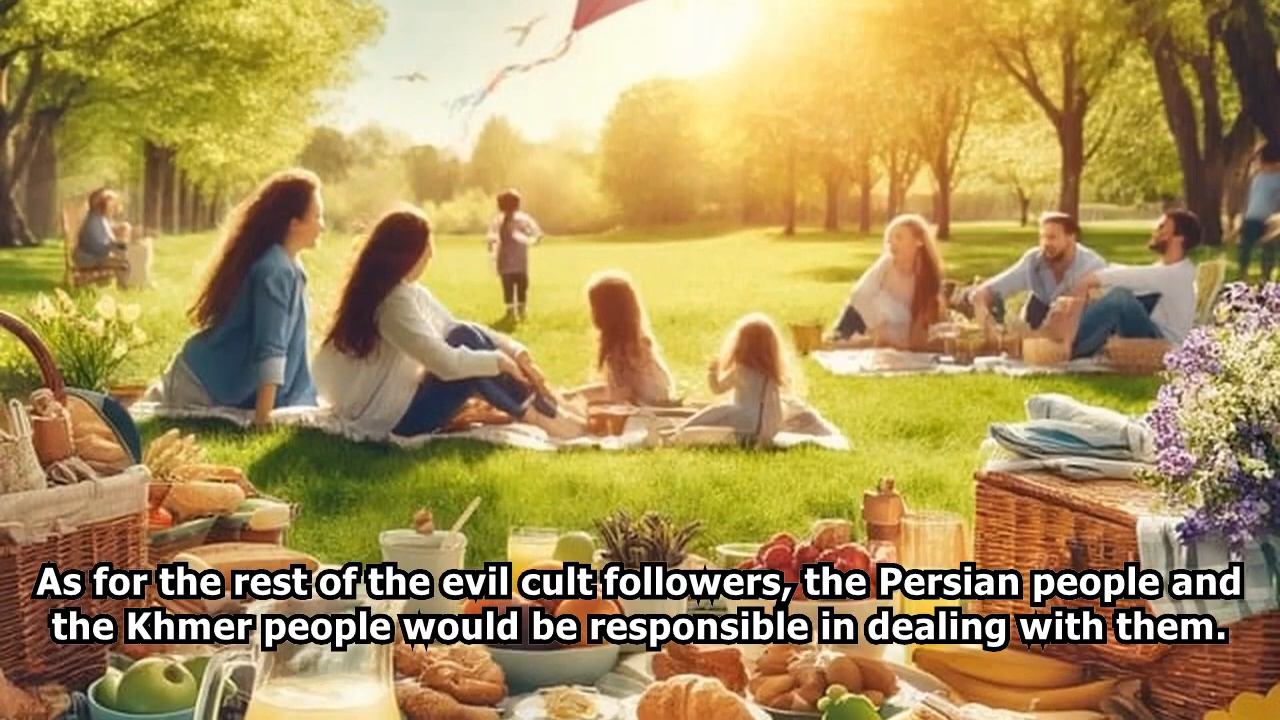 As for the rest of the evil cult followers, the Persian people and
the Khmer people would be responsible in dealing with them.